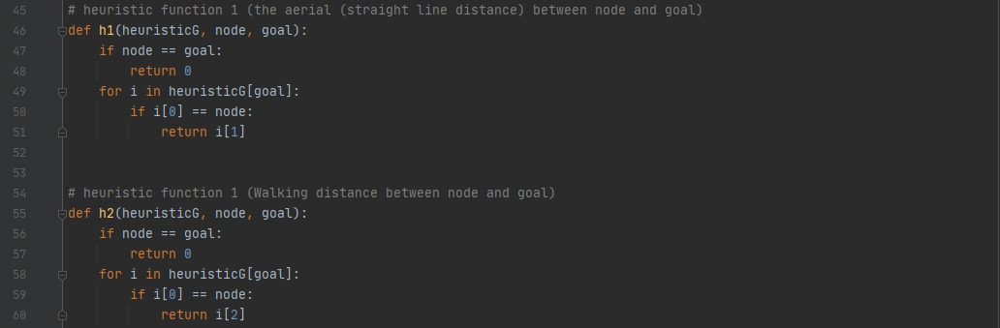 45 # heuristic function 1 (the aerial (straight line distance) between node and goal)
46 def h1(heuristicG, node, goal):
47     if node == goal:
48         return 0
49     for i in heuristicG[goal]:
50         if i[0] == node:
51             return i[1]
52
53
54 # heuristic function 1 (Walking distance between node and goal)
55 def h2(heuristicG, node, goal):
56     if node == goal:
57         return 0
58     for i in heuristicG[goal]:
59         if i[0] == node:
60             return i[2]